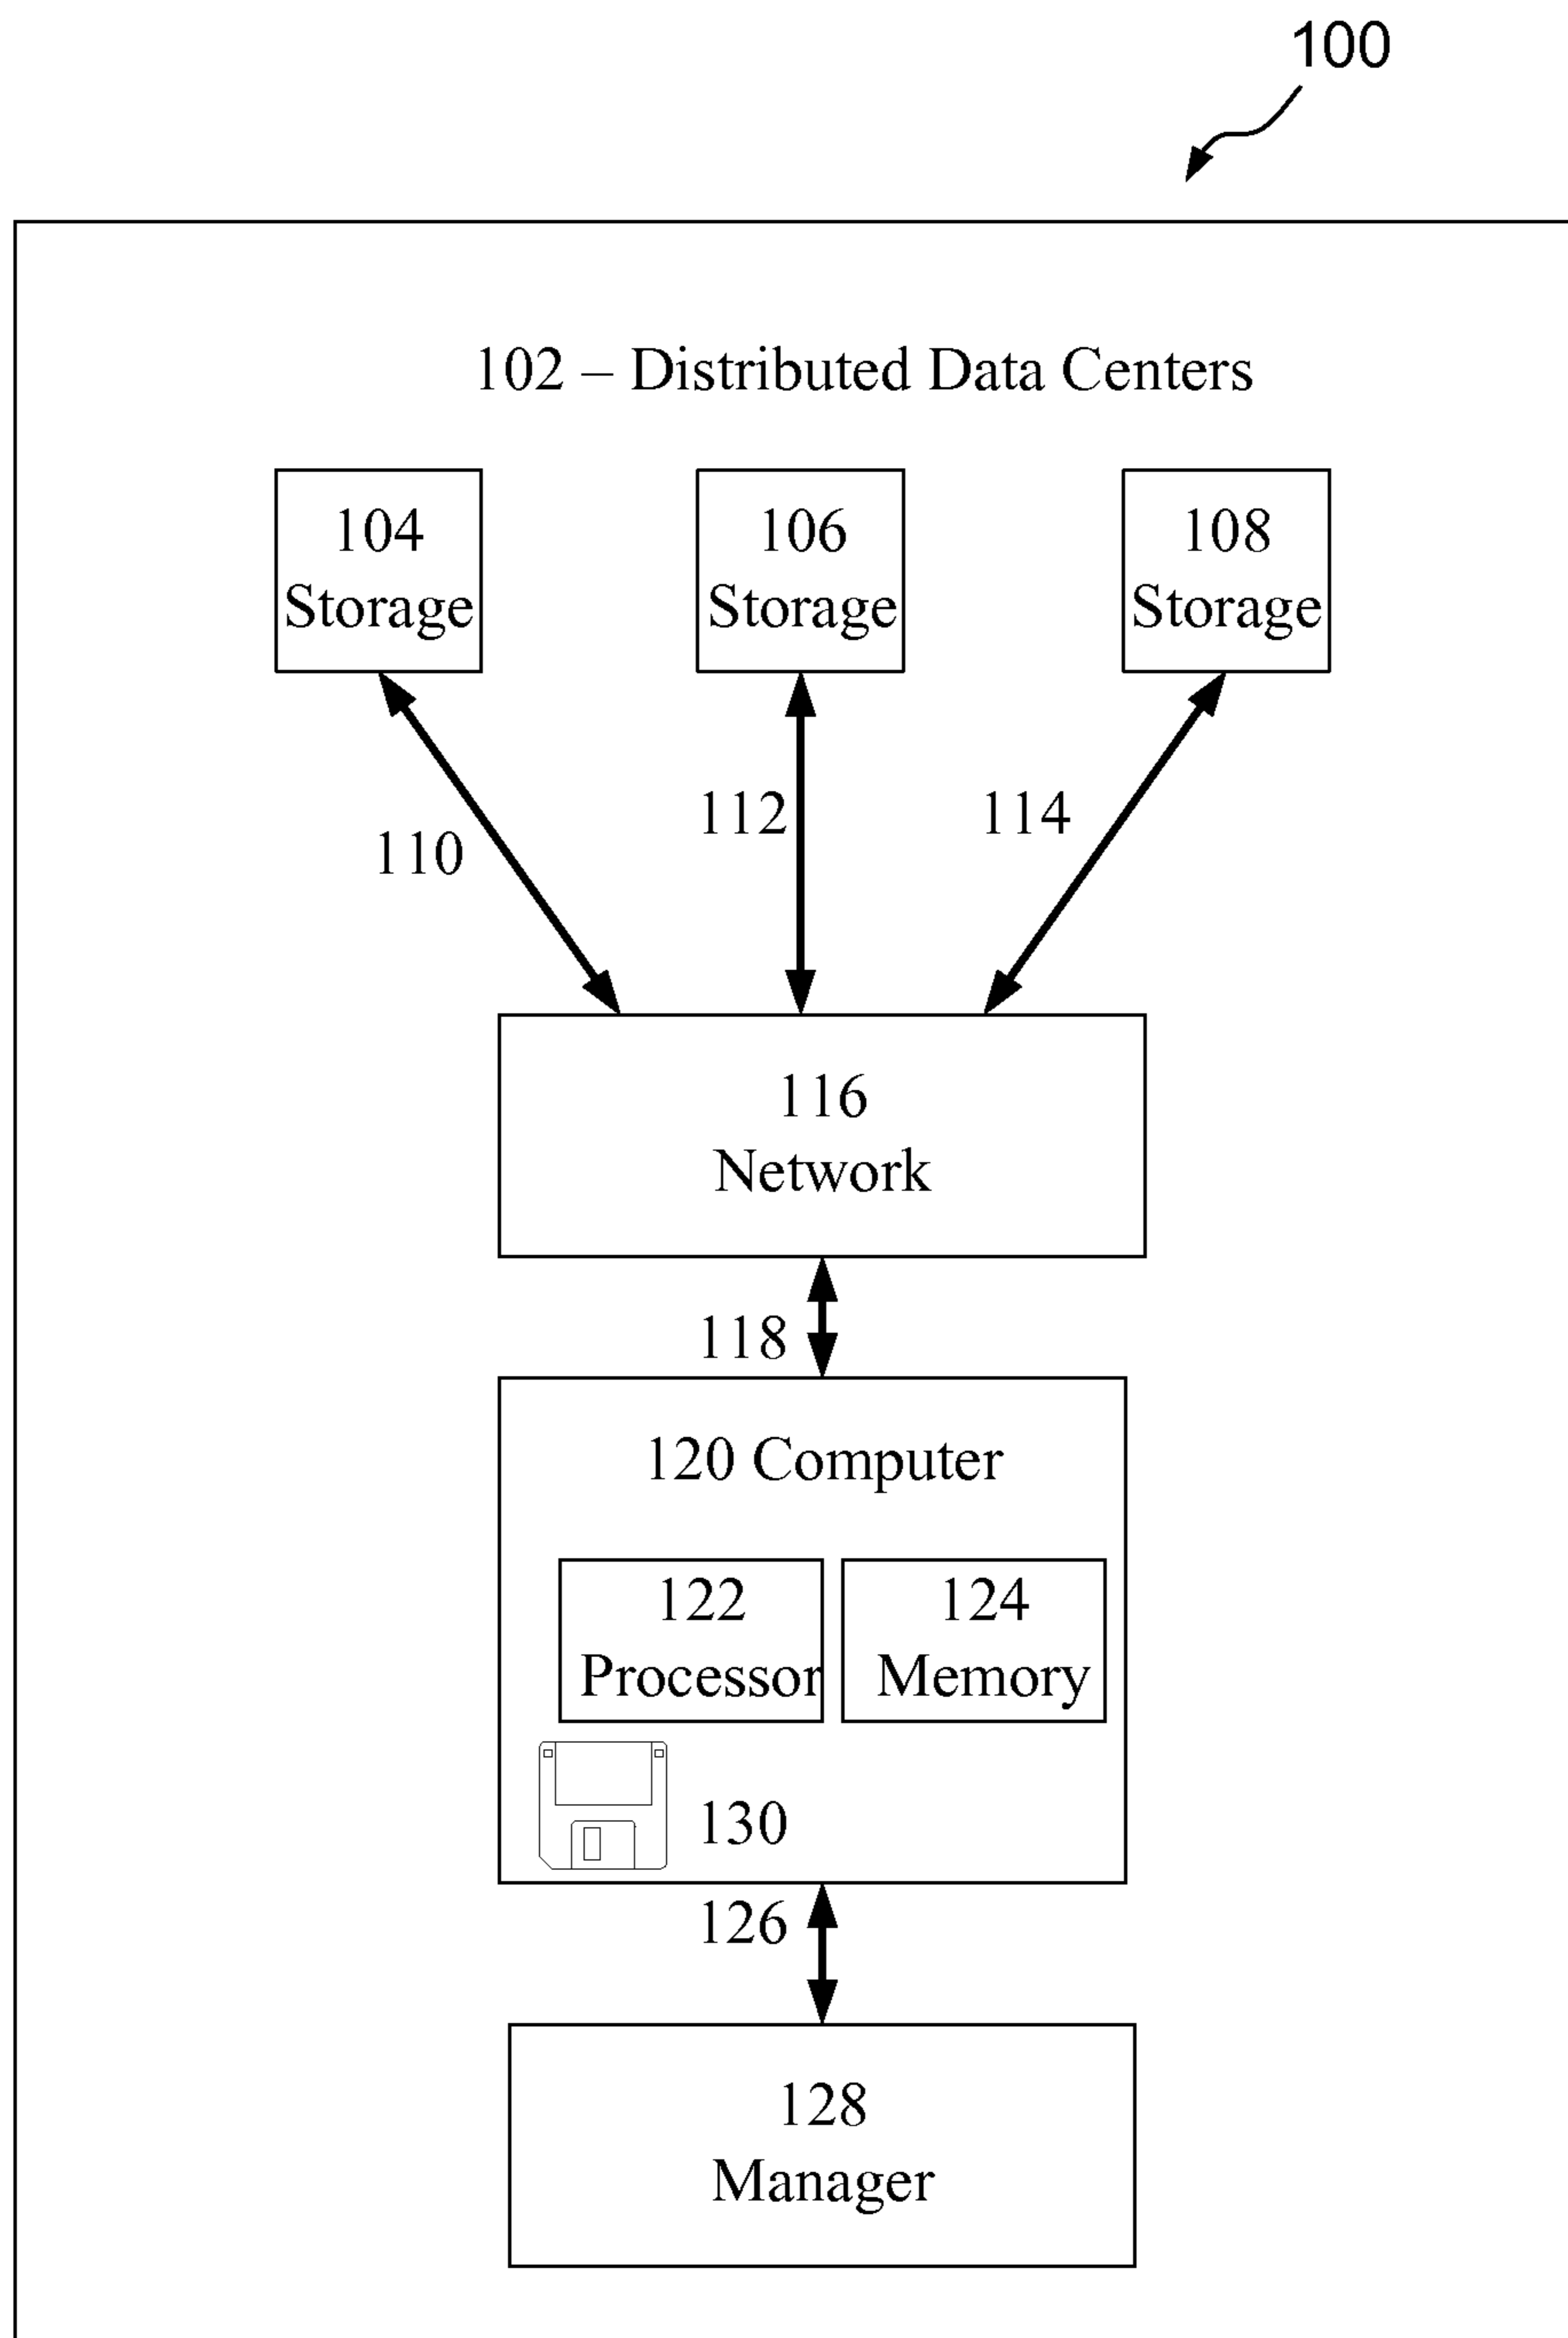 100
102 – Distributed Data Centers
104
Storage
106
Storage
108
Storage
110
112
114
116
Network
118
120 Computer
122
Processor
124
Memory
130
126
128
Manager